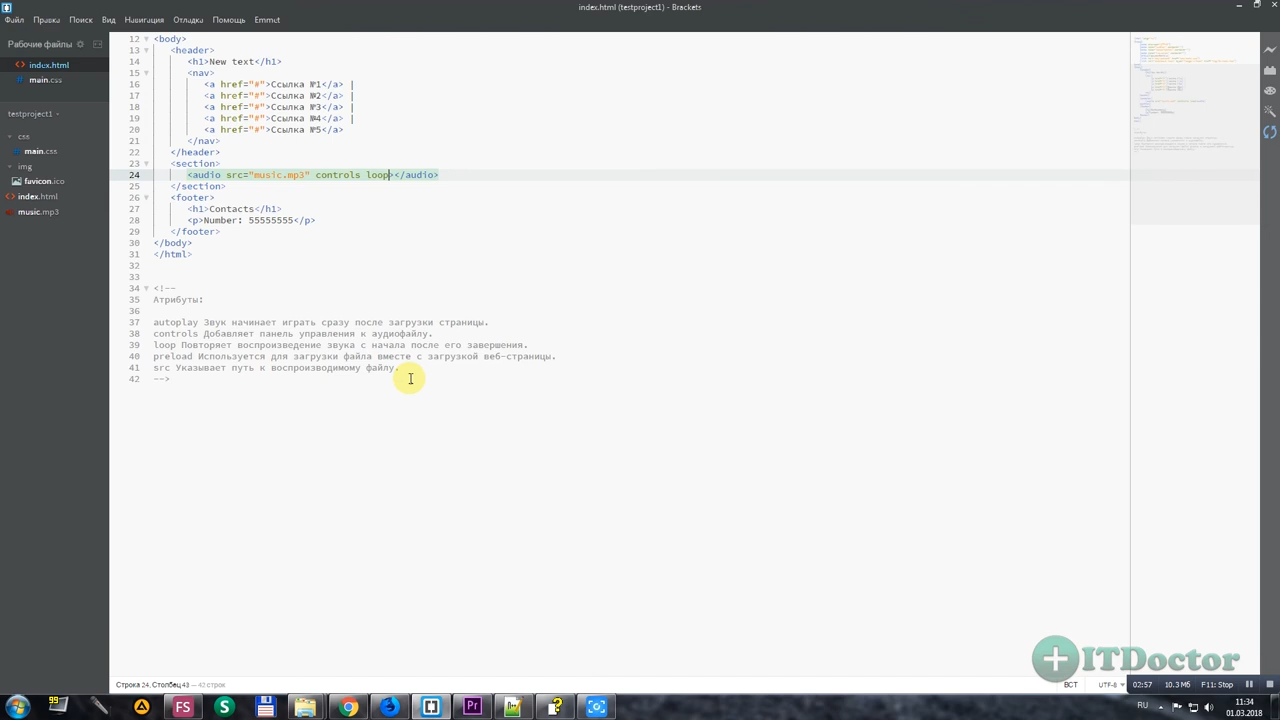 index.html (testproject1) - Brackets
Файл Правка Поиск Вид Навигация Отладка Помощь Emmet
Рабочие файлы
index.html
main.css
testproject1
css
main.css
img
favicon.ico
index.html
music.mp3
12 <body>
13 <header>
14 <h1>New text</h1>
15 <nav>
16 <a href="#">Ссылка №1</a> |
17 <a href="#">Ссылка №2</a> |
18 <a href="#">Ссылка №3</a> |
19 <a href="#">Ссылка №4</a> |
20 <a href="#">Ссылка №5</a>
21 </nav>
22 </header>
23 <section>
24 <audio src="music.mp3" controls loop></audio>
25 </section>
26 <footer>
27 <h1>Contacts</h1>
28 <p>Number: 55555555</p>
29 </footer>
30 </body>
31 </html>
32
33
34 <!--
35 Атрибуты:
36
37 autoplay Звук начинает играть сразу после загрузки страницы.
38 controls Добавляет панель управления к аудиофайлу.
39 loop Повторяет воспроизведение звука с начала после его завершения.
40 preload Используется для загрузки файла вместе с загрузкой веб-страницы.
41 src Указывает путь к воспроизводимому файлу.
42 -->
ITDoctor
Строка 24, Столбец 43 — 42 строк
ВСТ UTF-8
02:57 10.3 Мб F11: Stop
99
FS
S
Pr
RU
11:34
01.03.2018